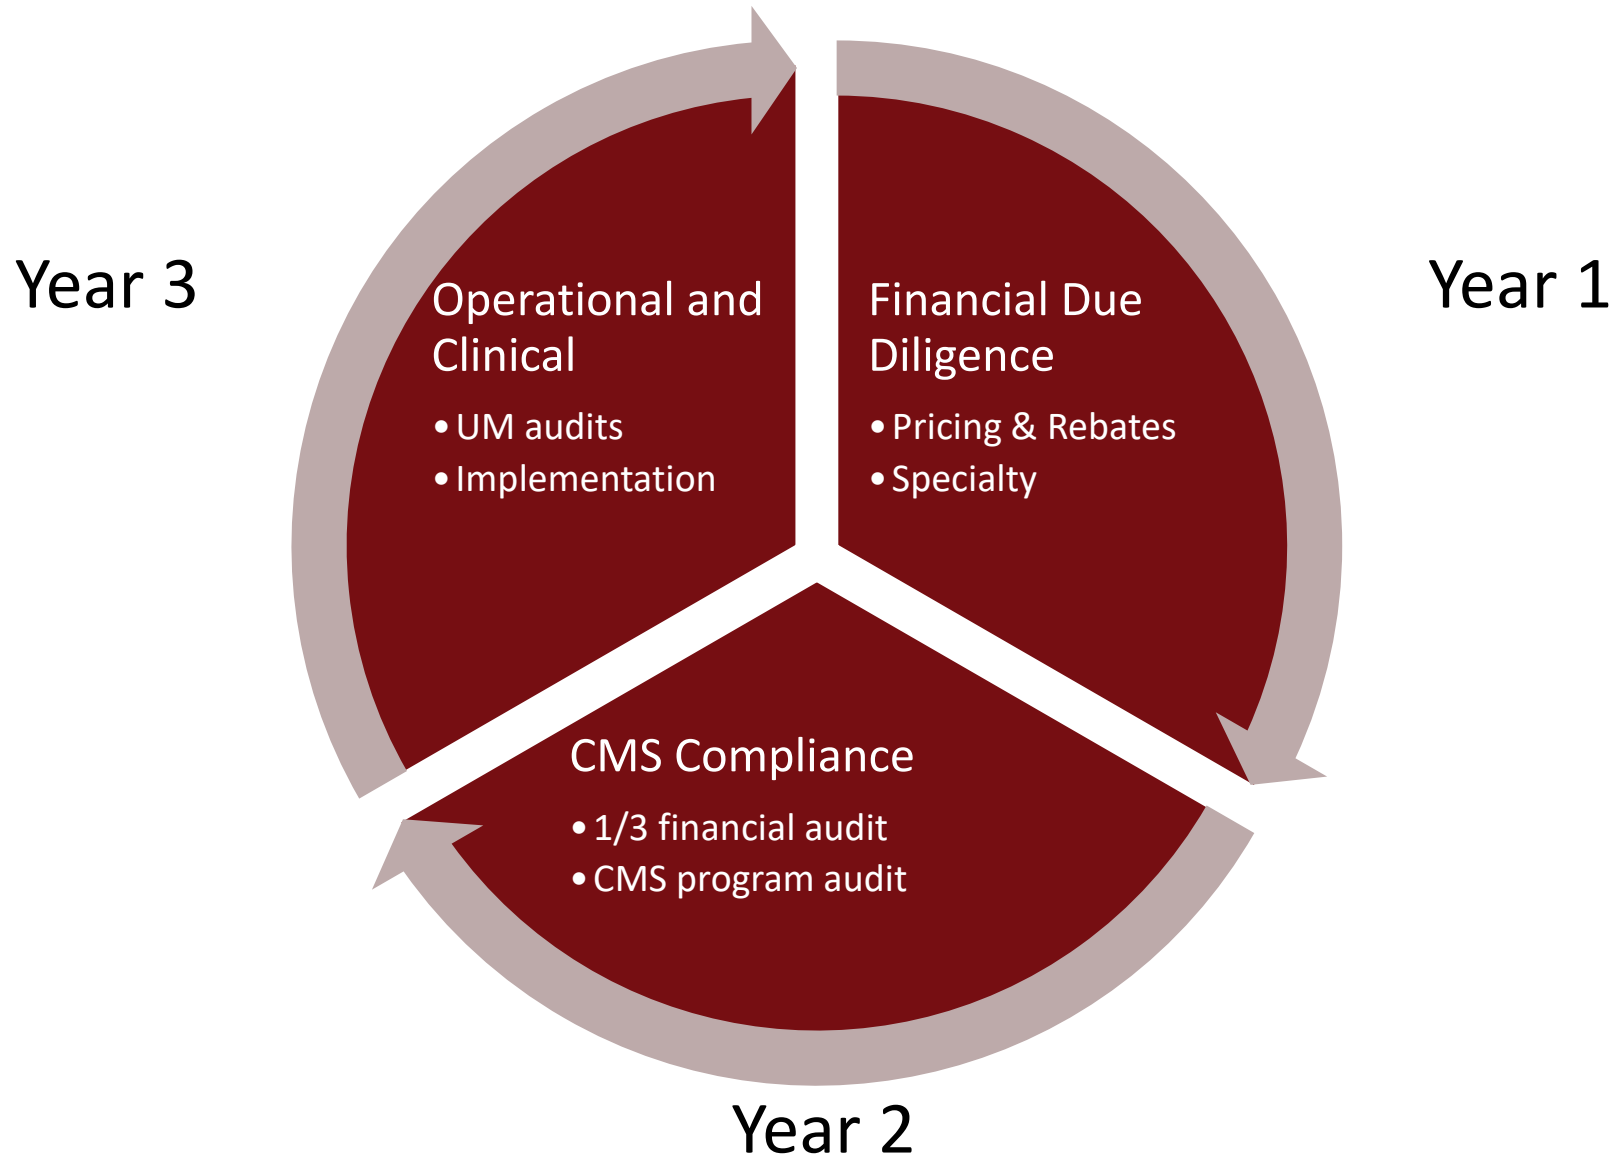 Year 3
Operational and
Clinical
• UM audits
• Implementation
Financial Due
Diligence
• Pricing & Rebates
• Specialty
Year 1
CMS Compliance
• 1/3 financial audit
• CMS program audit
Year 2